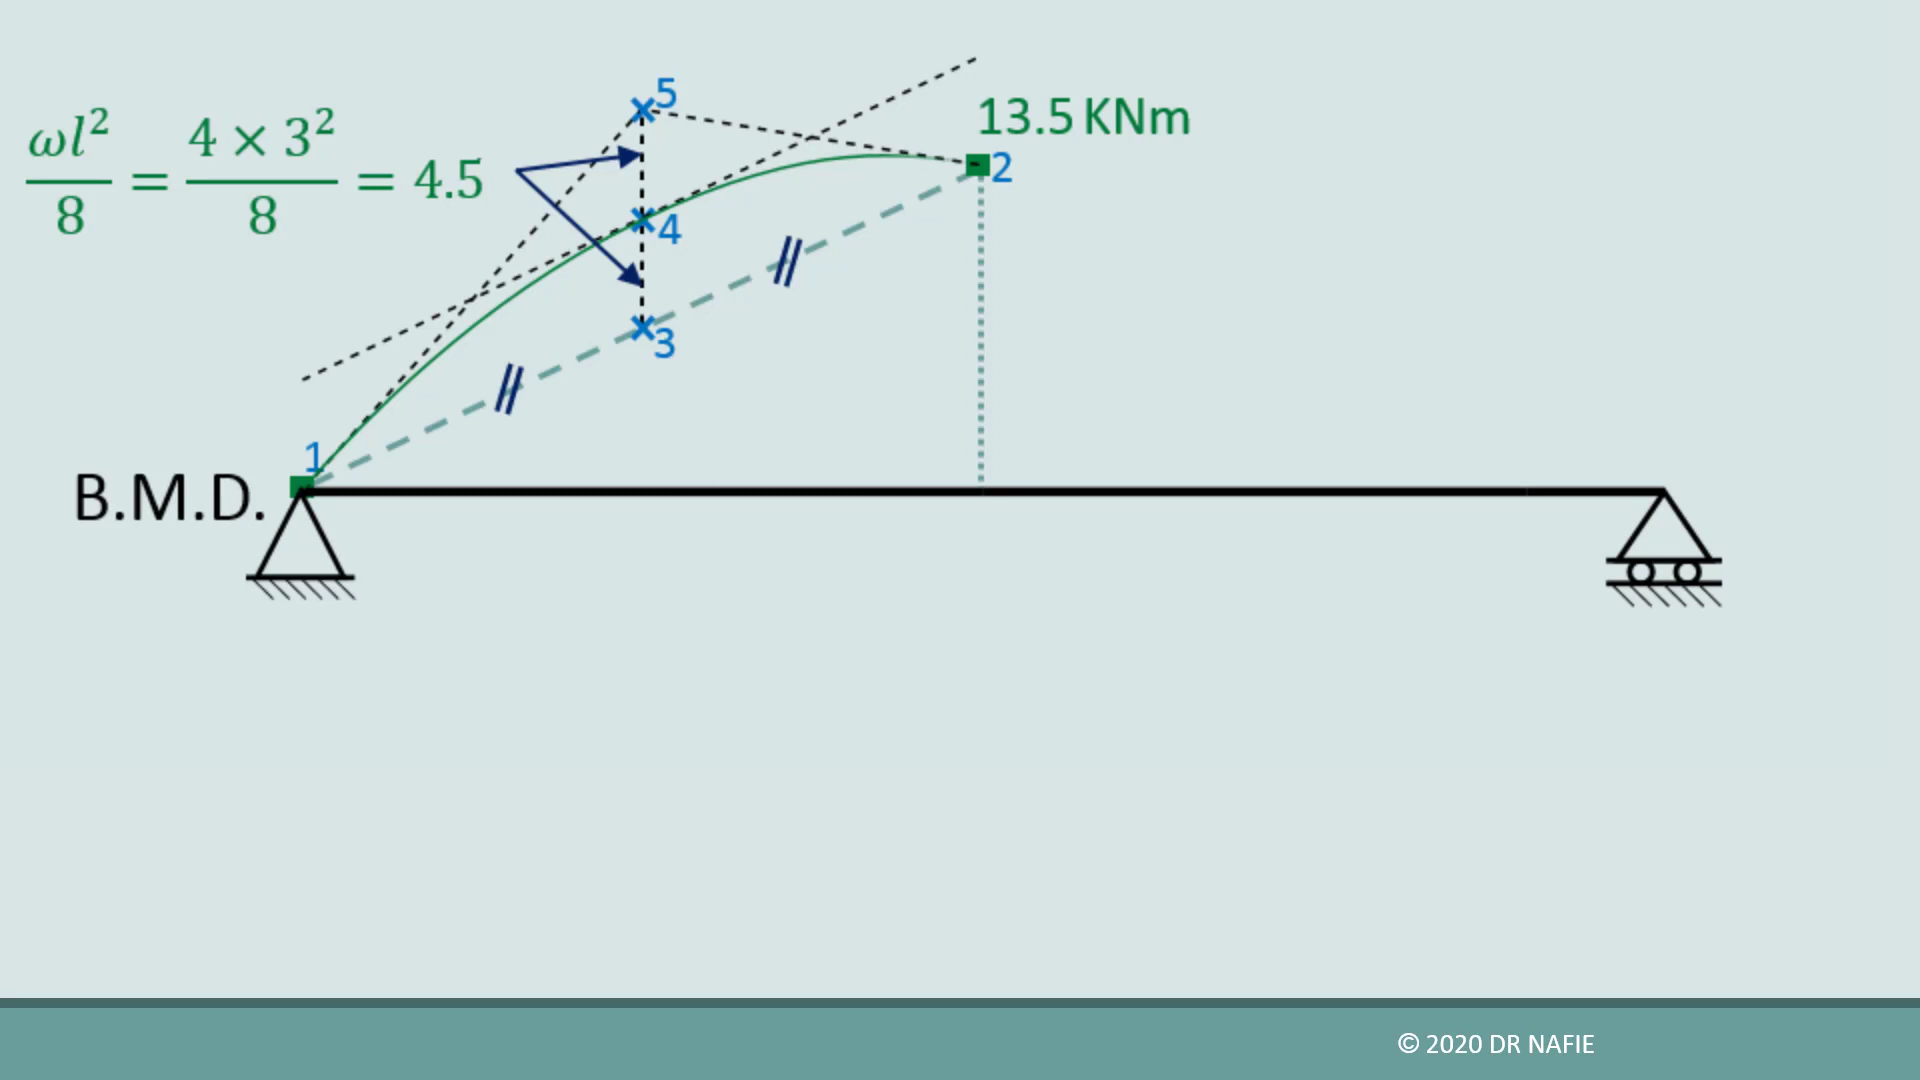 5
13.5 KNm
ωl²/8 = 4 × 3²/8 = 4.5
2
4
3
1
B.M.D.
© 2020 DR NAFIE